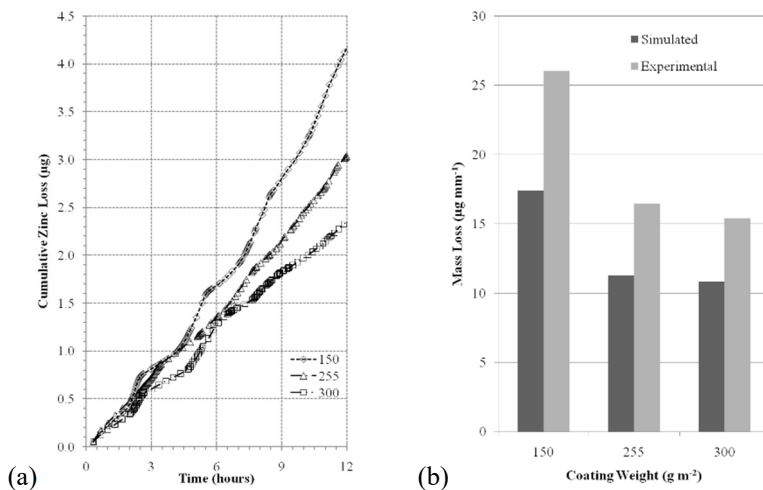 4.5
4.0
3.5
3.0
2.5
2.0
1.5
1.0
0.5
0.0
Cumulative Zinc Loss (µg)
150
255
300
0 3 6 9 12
Time (hours)
(a)
30
25
20
15
10
5
0
Mass Loss (µg mm⁻¹)
Simulated
Experimental
150 255 300
Coating Weight (g m⁻²)
(b)